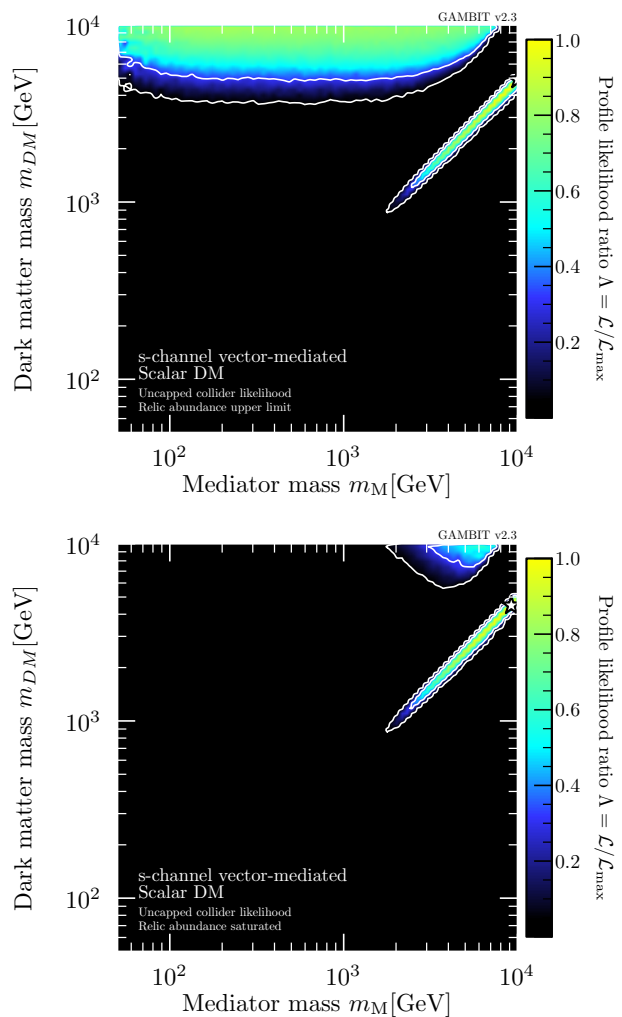 GAMBIT v2.3
10^4
10^3
10^2
Dark matter mass m_{DM}[GeV]
s-channel vector-mediated
Scalar DM
Uncapped collider likelihood
Relic abundance upper limit
10^2
10^3
10^4
Mediator mass m_M[GeV]
1.0
0.8
0.6
0.4
0.2
Profile likelihood ratio Λ = ℒ/ℒ_max
GAMBIT v2.3
10^4
10^3
10^2
Dark matter mass m_{DM}[GeV]
s-channel vector-mediated
Scalar DM
Uncapped collider likelihood
Relic abundance saturated
10^2
10^3
10^4
Mediator mass m_M[GeV]
1.0
0.8
0.6
0.4
0.2
Profile likelihood ratio Λ = ℒ/ℒ_max